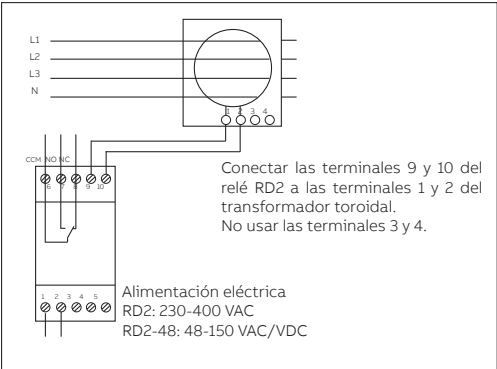 L1
L2
L3
N
1 2 3 4
CCM NO NC
6 7 8 9 10
Conectar las terminales 9 y 10 del
relé RD2 a las terminales 1 y 2 del
transformador toroidal.
No usar las terminales 3 y 4.
1 2 3 4 5
Alimentación eléctrica
RD2: 230-400 VAC
RD2-48: 48-150 VAC/VDC